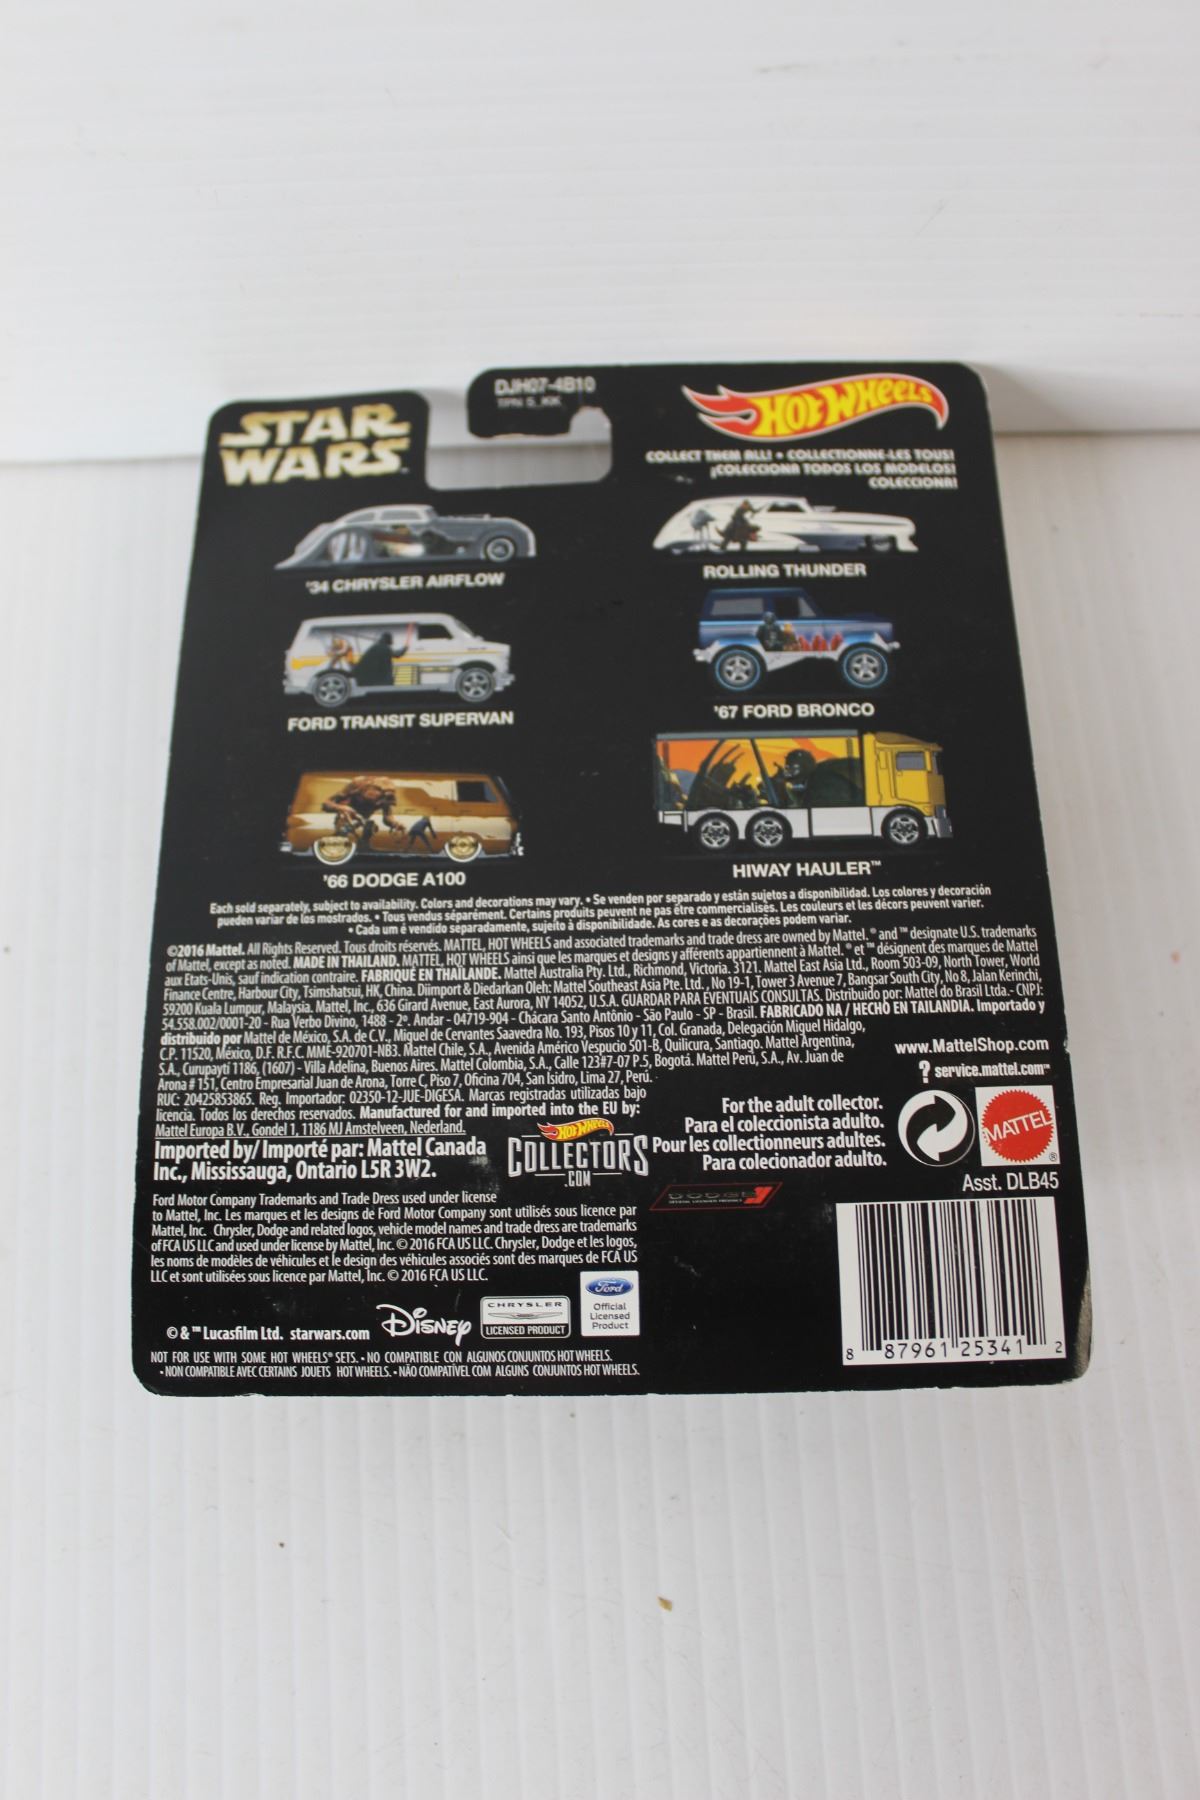 STAR
WARS
DJH07-4B10
HOT WHEELS
COLLECT THEM ALL! • COLLECTIONNE-LES TOUS!
¡COLECCIONA TODOS LOS MODELOS!
COLECCIONA!
'34 CHRYSLER AIRFLOW
ROLLING THUNDER
FORD TRANSIT SUPERVAN
'67 FORD BRONCO
'66 DODGE A100
HIWAY HAULER™
Each sold separately, subject to availability. Colors and decorations may vary. • Se venden por separado y están sujetos a disponibilidad. Los colores y decoración
pueden variar de los mostrados. • Tous vendus séparément. Certains produits peuvent ne pas être commercialisés. Les couleurs et les décors peuvent varier.
• Cada um é vendido separadamente, sujeito à disponibilidade. As cores e as decorações podem variar.
©2016 Mattel. All Rights Reserved. Tous droits réservés. MATTEL, HOT WHEELS and associated trademarks and trade dress are owned by Mattel. ® and ™ designate U.S. trademarks
of Mattel, except as noted. MADE IN THAILAND. MATTEL, HOT WHEELS ainsi que les marques et designs y afférents appartiennent à Mattel. ® et ™ désignent des marques de Mattel
aux États-Unis, sauf indication contraire. FABRIQUÉ EN THAÏLANDE. Mattel Australia Pty. Ltd., Richmond, Victoria. 3121. Mattel East Asia Ltd., Room 503-09, North Tower, World
Finance Centre, Harbour City, Tsimshatsui, HK, China. Diimport & Diedarkan Oleh: Mattel Southeast Asia Pte. Ltd., No 19-1, Tower 3 Avenue 7, Bangsar South City, No 8, Jalan Kerinchi,
59200 Kuala Lumpur, Malaysia. Mattel, Inc., 636 Girard Avenue, East Aurora, NY 14052, U.S.A. GUARDAR PARA EVENTUAIS CONSULTAS. Distribuído por: Mattel do Brasil Ltda.- CNPJ:
54.558.002/0001-20 - Rua Verbo Divino, 1488 - 2º. Andar - 04719-904 - Chácara Santo Antônio - São Paulo - SP - Brasil. FABRICADO NA / HECHO EN TAILANDIA. Importado y
distribuido por Mattel de México, S.A. de C.V., Miguel de Cervantes Saavedra No. 193, Pisos 10 y 11, Col. Granada, Delegación Miguel Hidalgo,
C.P. 11520, México, D.F. R.F.C. MME-920701-NB3. Mattel Chile, S.A., Avenida Américo Vespucio 501-B, Quilicura, Santiago. Mattel Argentina,
S.A., Curupaytí 1186, (1607) - Villa Adelina, Buenos Aires. Mattel Colombia, S.A., Calle 123#7-07 P.5, Bogotá. Mattel Perú, S.A., Av. Juan de
Arona # 151, Centro Empresarial Juan de Arona, Torre C, Piso 7, Oficina 704, San Isidro, Lima 27, Perú.
RUC: 20425853865. Reg. Importador: 02350-12-JUE-DIGESA. Marcas registradas utilizadas bajo
licencia. Todos los derechos reservados. Manufactured for and imported into the EU by:
Mattel Europa B.V., Gondel 1, 1186 MJ Amstelveen, Nederland.
Imported by/ Importé par: Mattel Canada
Inc., Mississauga, Ontario L5R 3W2.
HOT WHEELS
COLLECTORS
.COM
www.MattelShop.com
? service.mattel.com™
For the adult collector.
Para el coleccionista adulto.
Pour les collectionneurs adultes.
Para colecionador adulto.
MATTEL®
Asst. DLB45
DODGE
OFFICIAL LICENSED PRODUCT
Ford Motor Company Trademarks and Trade Dress used under license
to Mattel, Inc. Les marques et les designs de Ford Motor Company sont utilisés sous licence par
Mattel, Inc. Chrysler, Dodge and related logos, vehicle model names and trade dress are trademarks
of FCA US LLC and used under license by Mattel, Inc. © 2016 FCA US LLC. Chrysler, Dodge et les logos,
les noms de modèles de véhicules et le design des véhicules associés sont des marques de FCA US
LLC et sont utilisées sous licence par Mattel, Inc. © 2016 FCA US LLC.
© & ™ Lucasfilm Ltd. starwars.com
DISNEY
CHRYSLER
LICENSED PRODUCT
Ford
Official
Licensed
Product
8 87961 25341 2
NOT FOR USE WITH SOME HOT WHEELS® SETS. • NO COMPATIBLE CON ALGUNOS CONJUNTOS HOT WHEELS.
• NON COMPATIBLE AVEC CERTAINS JOUETS HOT WHEELS. • NÃO COMPATÍVEL COM ALGUNS CONJUNTOS HOT WHEELS.